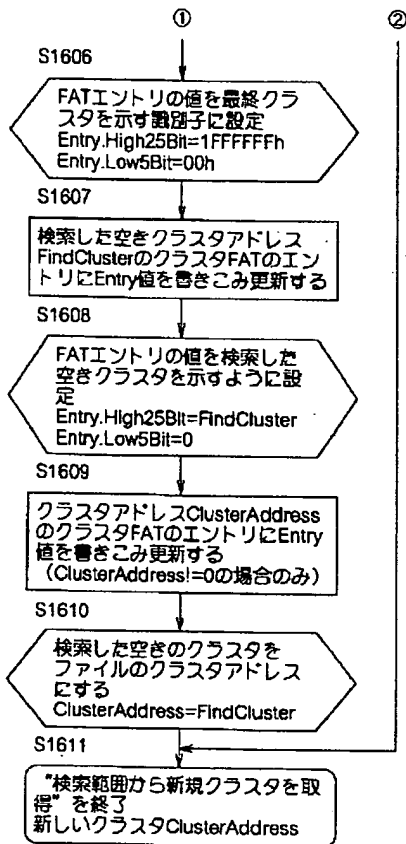 ①
②
S1606
FATエントリの値を最終クラ
スタを示す識別子に設定
Entry.High25Bit=1FFFFFFh
Entry.Low5Bit=00h
S1607
検索した空きクラスタアドレス
FindClusterのクラスタFATのエン
トリにEntry値を書きこみ更新する
S1608
FATエントリの値を検索した
空きクラスタを示すように設
定
Entry.High25Bit=FindCluster
Entry.Low5Bit=0
S1609
クラスタアドレスClusterAddress
のクラスタFATのエントリにEntry
値を書きこみ更新する
(ClusterAddress!=0の場合のみ)
S1610
検索した空きのクラスタを
ファイルのクラスタアドレス
にする
ClusterAddress=FindCluster
S1611
“検索範囲から新規クラスタを取
得”を終了
新しいクラスタClusterAddress